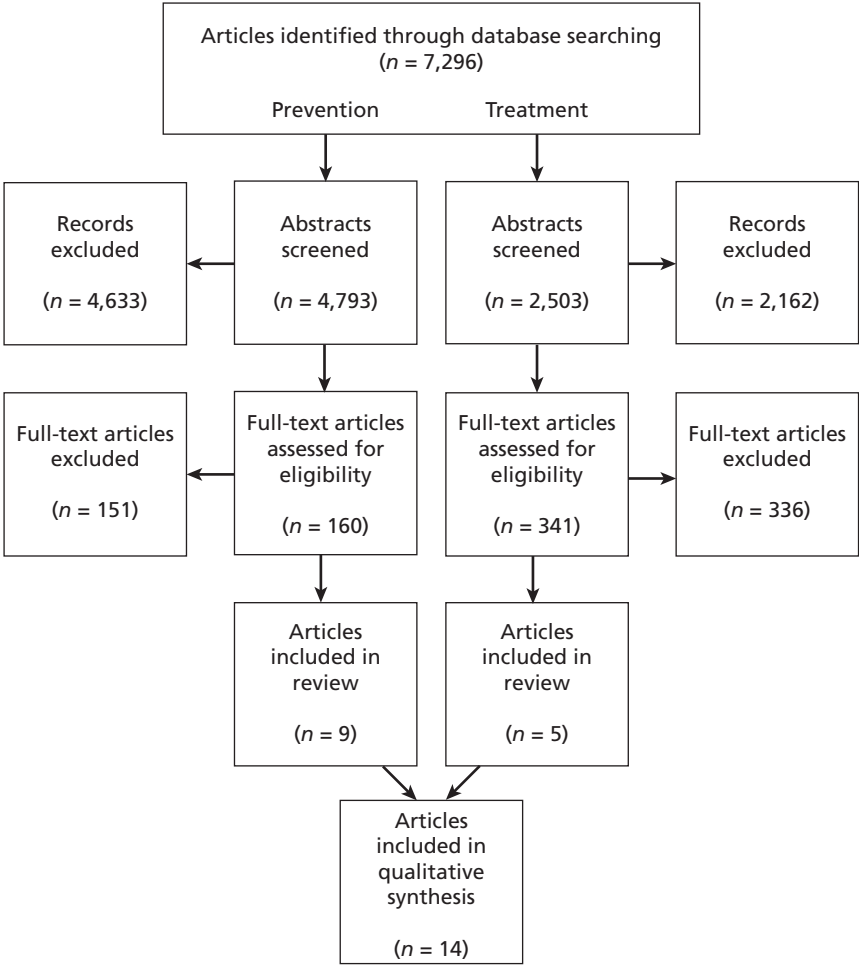 Articles identified through database searching
(n = 7,296)
Prevention
Treatment
Records
excluded
(n = 4,633)
Abstracts
screened
(n = 4,793)
Abstracts
screened
(n = 2,503)
Records
excluded
(n = 2,162)
Full-text articles
excluded
(n = 151)
Full-text articles
assessed for
eligibility
(n = 160)
Full-text articles
assessed for
eligibility
(n = 341)
Full-text articles
excluded
(n = 336)
Articles
included in
review
(n = 9)
Articles
included in
review
(n = 5)
Articles
included in
qualitative
synthesis
(n = 14)